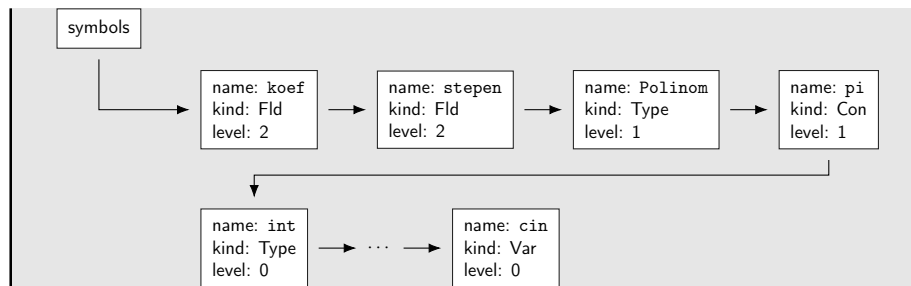 symbols
name: koef
kind: Fld
level: 2
name: stepen
kind: Fld
level: 2
name: Polinom
kind: Type
level: 1
name: pi
kind: Con
level: 1
name: int
kind: Type
level: 0
...
name: cin
kind: Var
level: 0